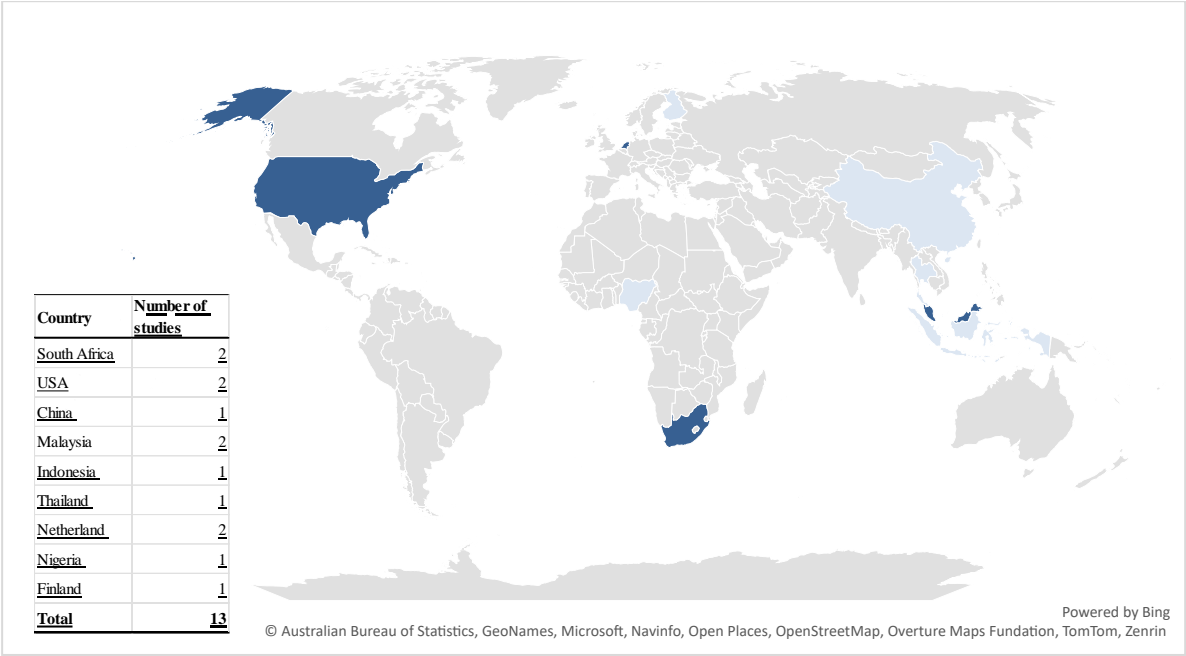 Country Number of studies
South Africa 2
USA 2
China 1
Malaysia 2
Indonesia 1
Thailand 1
Netherland 2
Nigeria 1
Finland 1
Total 13
Powered by Bing
© Australian Bureau of Statistics, GeoNames, Microsoft, Navinfo, Open Places, OpenStreetMap, Overture Maps Fundation, TomTom, Zenrin